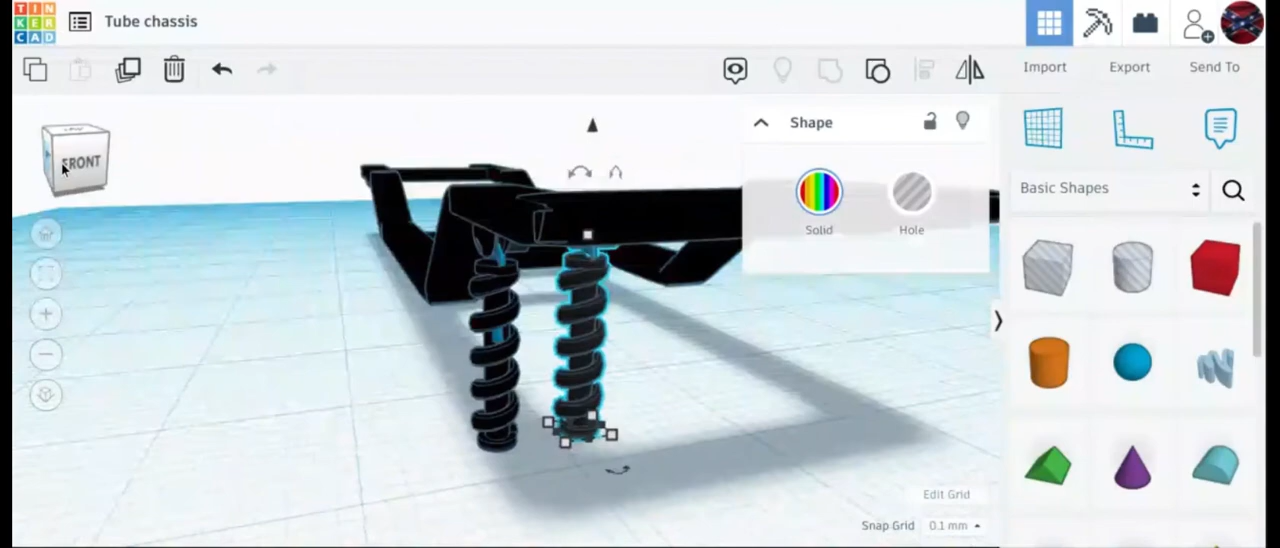 TIN
KER
CAD
Tube chassis
Import
Export
Send To
FRONT
Shape
Solid
Hole
Basic Shapes
Edit Grid
Snap Grid 0.1 mm